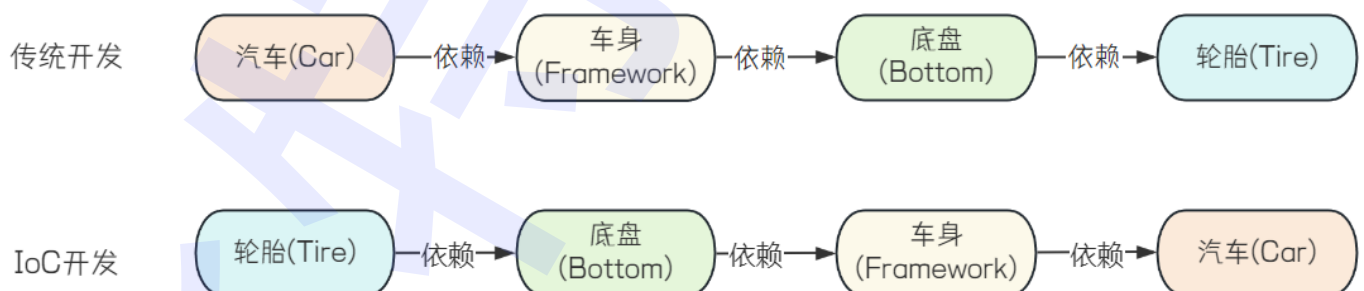 传统开发
汽车(Car)
依赖
车身
(Framework)
依赖
底盘
(Bottom)
依赖
轮胎(Tire)
IoC开发
轮胎(Tire)
依赖
底盘
(Bottom)
依赖
车身
(Framework)
依赖
汽车(Car)